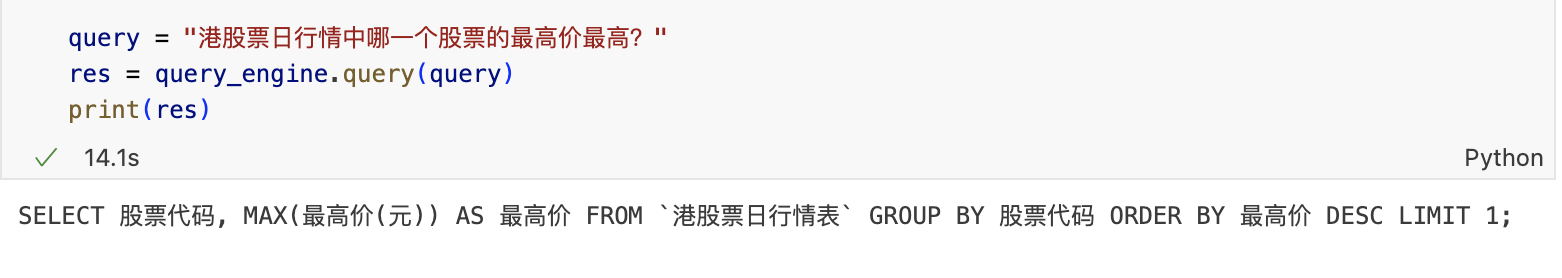 query = "港股票日行情中哪一个股票的最高价最高？"
res = query_engine.query(query)
print(res)
14.1s
Python
SELECT 股票代码, MAX(最高价(元)) AS 最高价 FROM `港股票日行情表` GROUP BY 股票代码 ORDER BY 最高价 DESC LIMIT 1;